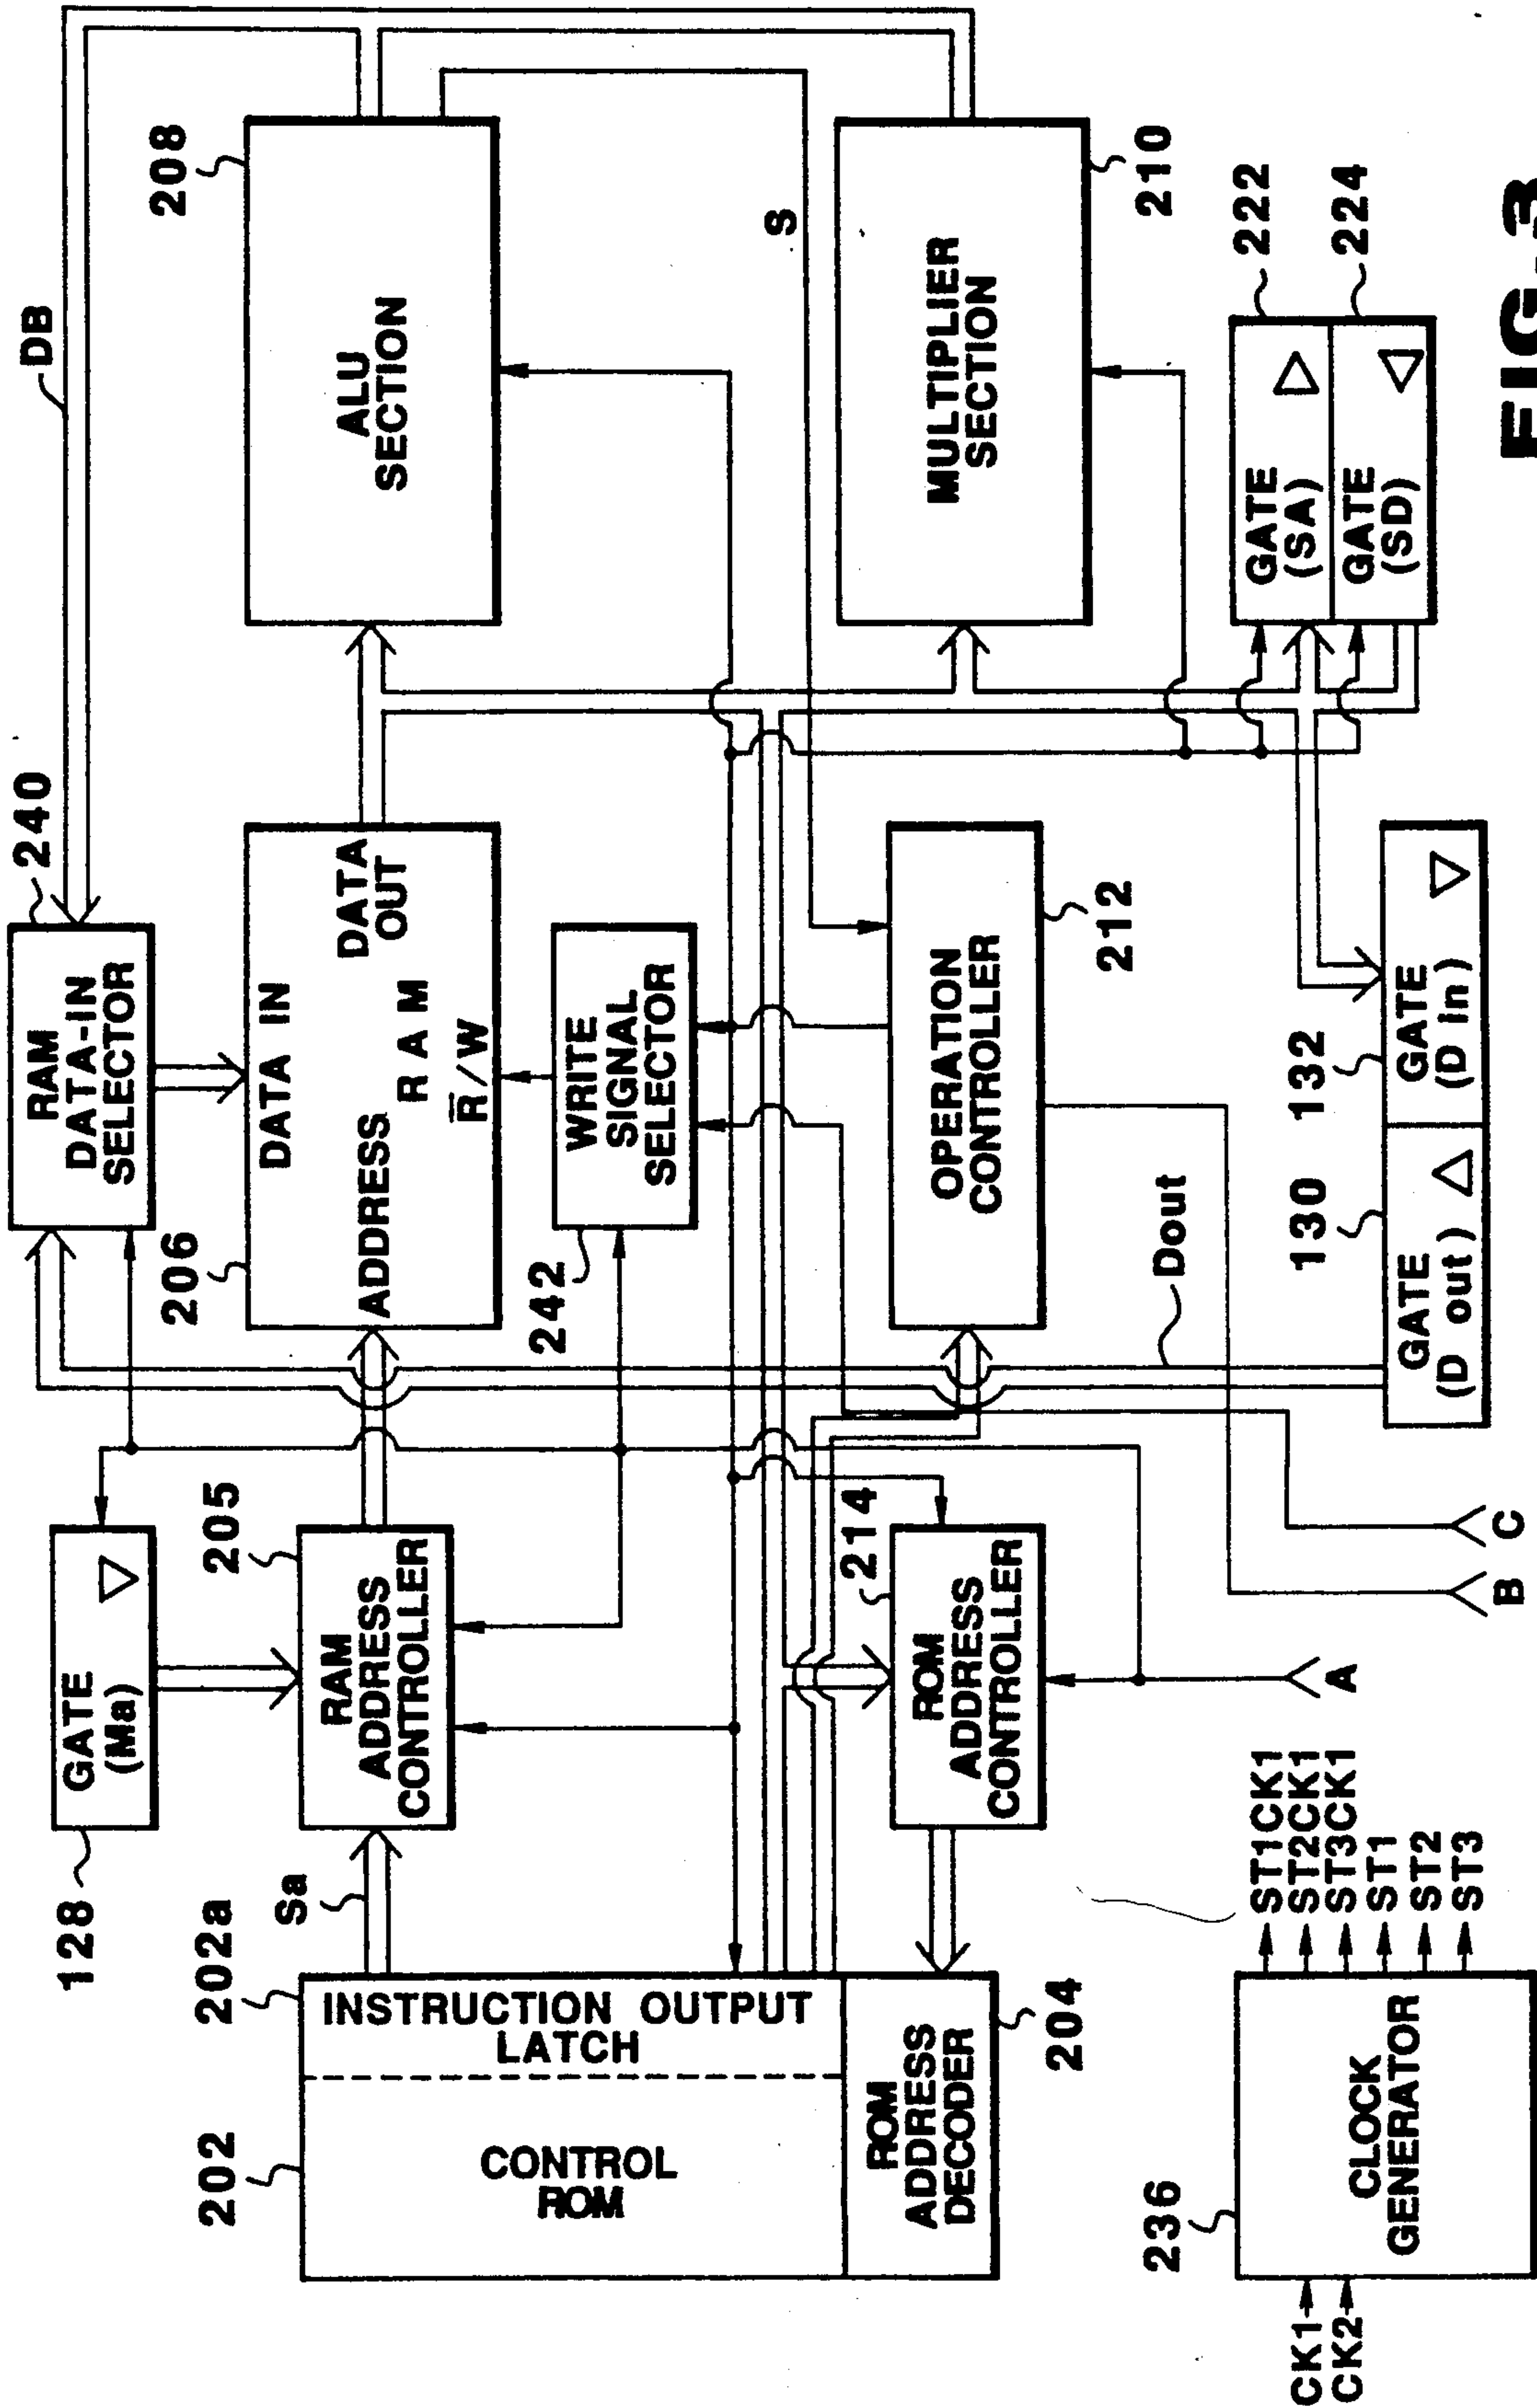 DB
240
RAM
DATA-IN
SELECTOR
128
GATE
(Ma)
206
DATA IN
ADDRESS
DATA
OUT
RAM
R̅/W
208
ALU
SECTION
202a
Sa
205
RAM
ADDRESS
CONTROLLER
242
WRITE
SIGNAL
SELECTOR
S
202
CONTROL
ROM
INSTRUCTION OUTPUT
LATCH
204
ROM
ADDRESS
DECODER
214
ROM
ADDRESS
CONTROLLER
212
OPERATION
CONTROLLER
210
MULTIPLIER
SECTION
222
GATE
(SA)
224
GATE
(SD)
Dout
130
GATE
(D out)
132
GATE
(D in)
236
CLOCK
GENERATOR
CK1
CK2
ST1CK1
ST2CK1
ST3CK1
ST1
ST2
ST3
A
B
C
FIG.3